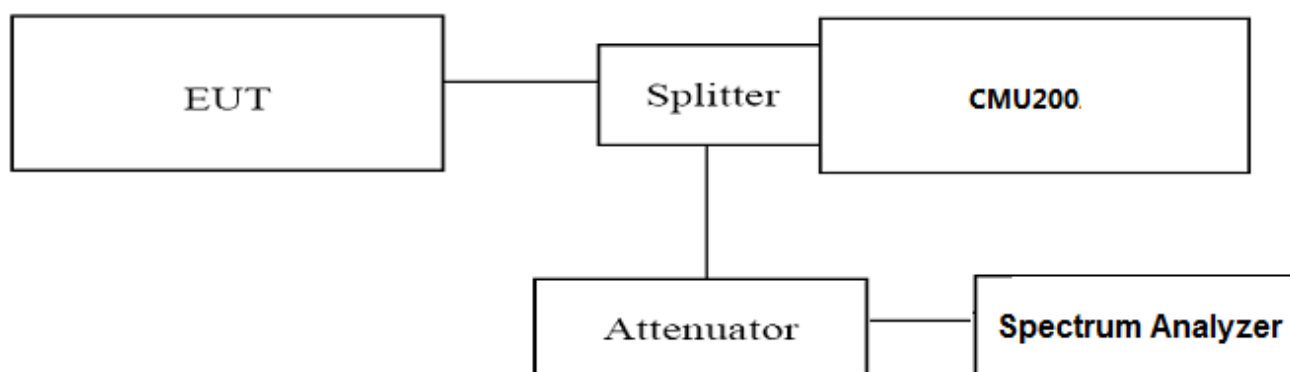 EUT
Splitter
CMU200.
Attenuator
Spectrum Analyzer